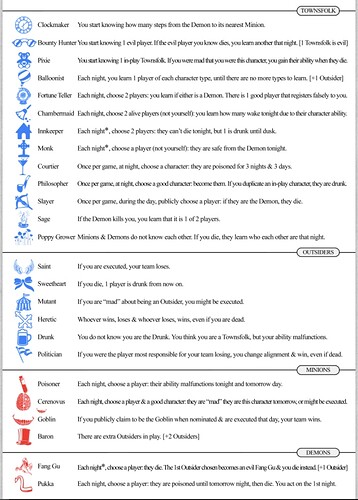 TOWNSFOLK
Clockmaker You start knowing how many steps from the Demon to its nearest Minion.
Bounty Hunter You start knowing 1 evil player. If the evil player you know dies, you learn another that night. [1 Townsfolk is evil]
Pixie You start knowing 1 in-play Townsfolk. If you were mad that you were this character, you gain their ability when they die.
Balloonist Each night, you learn 1 player of each character type, until there are no more types to learn. [+1 Outsider]
Fortune Teller Each night, choose 2 players: you learn if either is a Demon. There is 1 good player that registers falsely to you.
Chambermaid Each night, choose 2 alive players (not yourself): you learn how many wake tonight due to their character ability.
Innkeeper Each night*, choose 2 players: they can't die tonight, but 1 is drunk until dusk.
Monk Each night*, choose a player (not yourself): they are safe from the Demon tonight.
Courtier Once per game, at night, choose a character: they are poisoned for 3 nights & 3 days.
Philosopher Once per game, at night, choose a good character: become them. If you duplicate an in-play character, they are drunk.
Slayer Once per game, during the day, publicly choose a player: if they are the Demon, they die.
Sage If the Demon kills you, you learn that it is 1 of 2 players.
Poppy Grower Minions & Demons do not know each other. If you die, they learn who each other are that night.
OUTSIDERS
Saint If you are executed, your team loses.
Sweetheart If you die, 1 player is drunk from now on.
Mutant If you are "mad" about being an Outsider, you might be executed.
Heretic Whoever wins, loses & whoever loses, wins, even if you are dead.
Drunk You do not know you are the Drunk. You think you are a Townsfolk, but your ability malfunctions.
Politician If you were the player most responsible for your team losing, you change alignment & win, even if dead.
MINIONS
Poisoner Each night, choose a player: their ability malfunctions tonight and tomorrow day.
Cerenovus Each night, choose a player & a good character: they are "mad" they are this character tomorrow, or might be executed.
Goblin If you publicly claim to be the Goblin when nominated & are executed that day, your team wins.
Baron There are extra Outsiders in play. [+2 Outsiders]
DEMONS
Fang Gu Each night*, choose a player: they die. The 1st Outsider chosen becomes an evil Fang Gu & you die instead. [+1 Outsider]
Pukka Each night, choose a player: they are poisoned until tomorrow night, then die. You act on the 1st night.